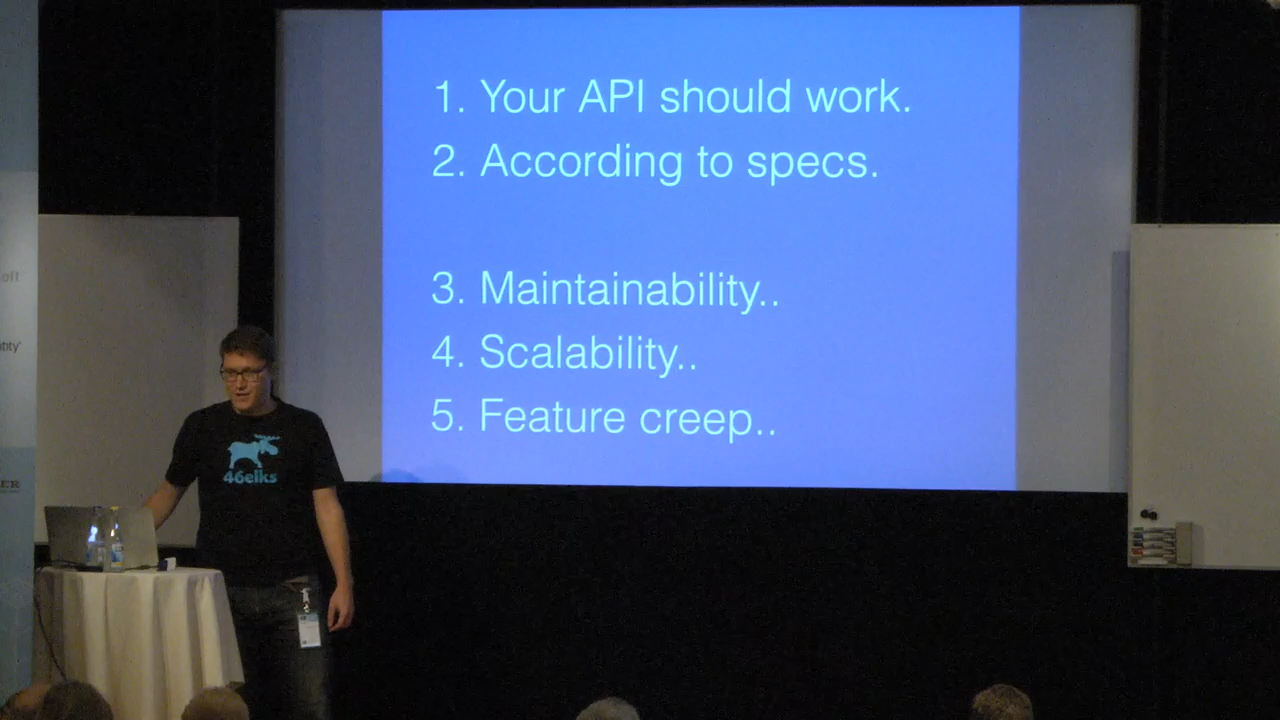 1. Your API should work.
2. According to specs.
3. Maintainability..
4. Scalability..
5. Feature creep..
46elks